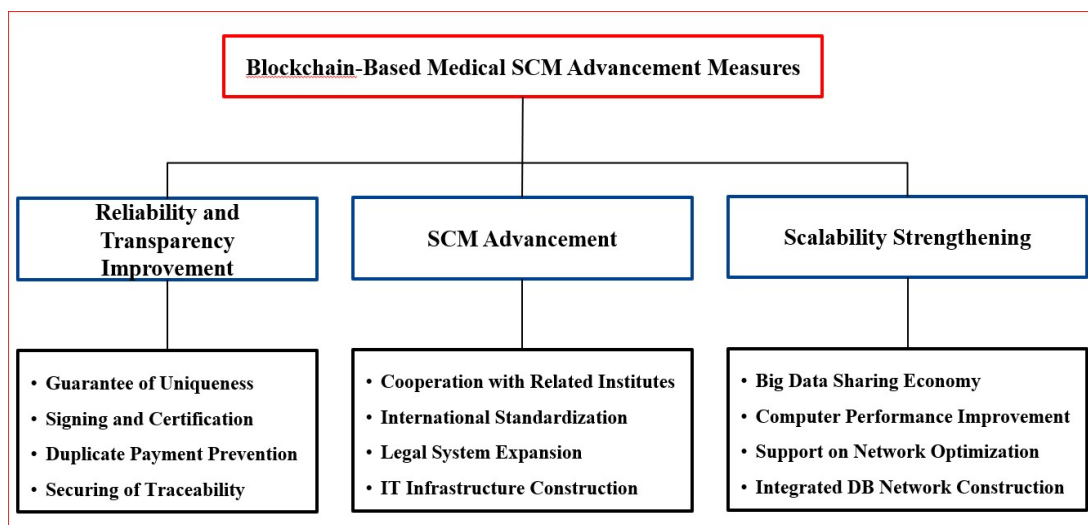 Blockchain-Based Medical SCM Advancement Measures
Reliability and
Transparency
Improvement
SCM Advancement
Scalability Strengthening
• Guarantee of Uniqueness
• Signing and Certification
• Duplicate Payment Prevention
• Securing of Traceability
• Cooperation with Related Institutes
• International Standardization
• Legal System Expansion
• IT Infrastructure Construction
• Big Data Sharing Economy
• Computer Performance Improvement
• Support on Network Optimization
• Integrated DB Network Construction